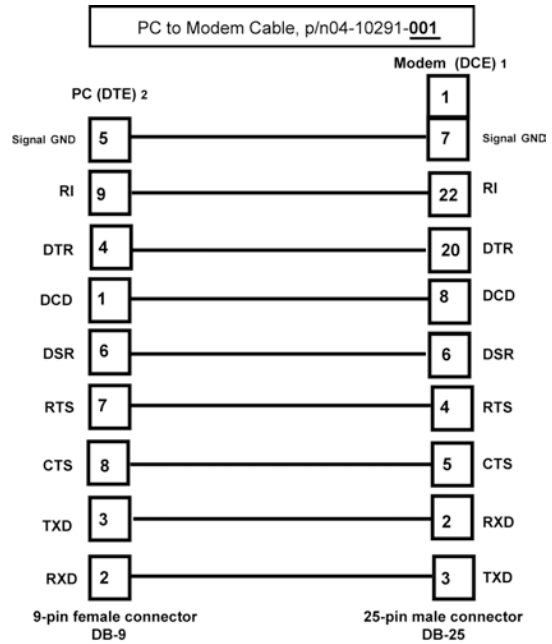 PC to Modem Cable, p/n04-10291-001
Modem (DCE) 1
PC (DTE) 2
1
Signal GND 5 7 Signal GND
RI 9 22 RI
DTR 4 20 DTR
DCD 1 8 DCD
DSR 6 6 DSR
RTS 7 4 RTS
CTS 8 5 CTS
TXD 3 2 RXD
RXD 2 3 TXD
9-pin female connector 25-pin male connector
DB-9 DB-25